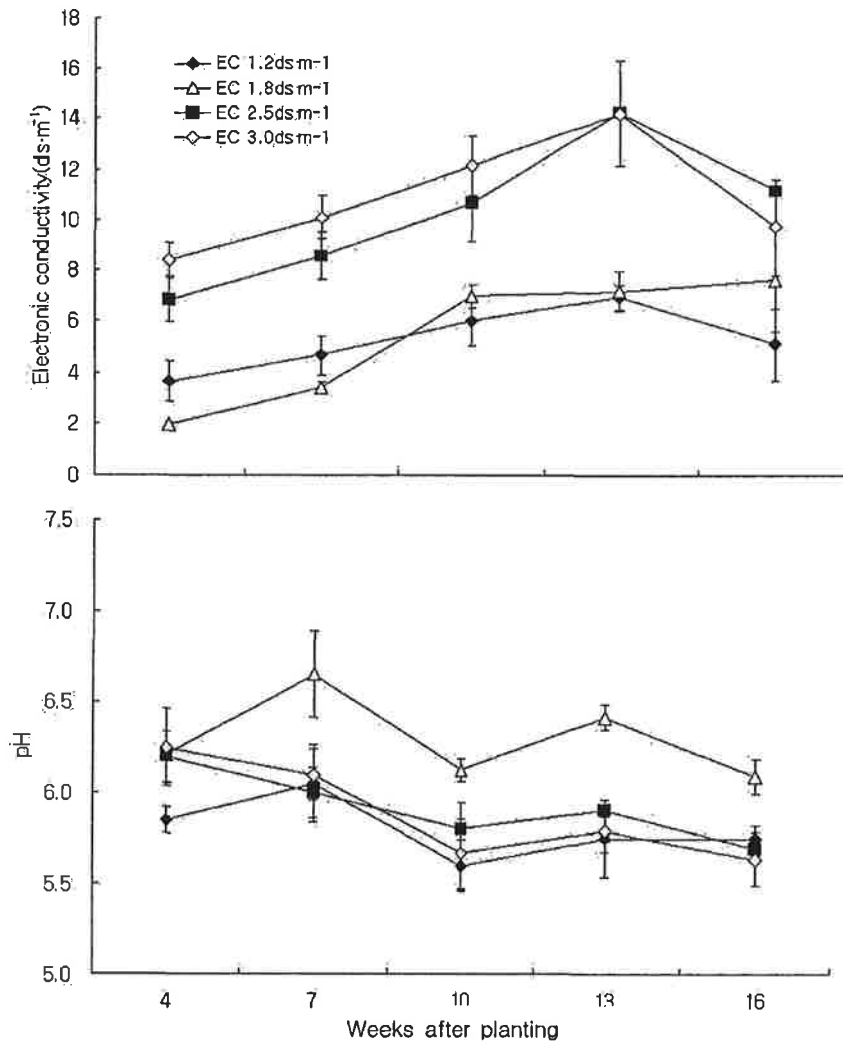 18
16
14
12
10
8
6
4
2
0
Electronic conductivity(ds·m⁻¹)
EC 1.2ds·m-1
EC 1.8ds·m-1
EC 2.5ds·m-1
EC 3.0ds·m-1
7.5
7.0
6.5
6.0
5.5
5.0
pH
4 7 10 13 16
Weeks after planting